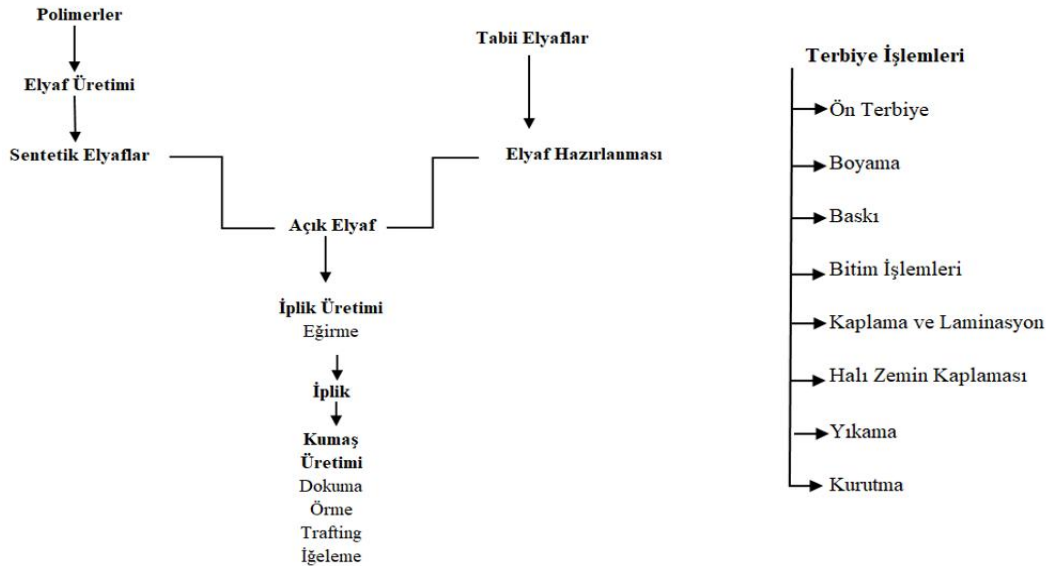 Polimerler
Elyaf Üretimi
Sentetik Elyaflar
Tabii Elyaflar
Elyaf Hazırlanması
Açık Elyaf
İplik Üretimi
Eğirme
İplik
Kumaş
Üretimi
Dokuma
Örme
Trafting
İğeleme
Terbiye İşlemleri
Ön Terbiye
Boyama
Baskı
Bitim İşlemleri
Kaplama ve Laminasyon
Halı Zemin Kaplaması
Yıkama
Kurutma